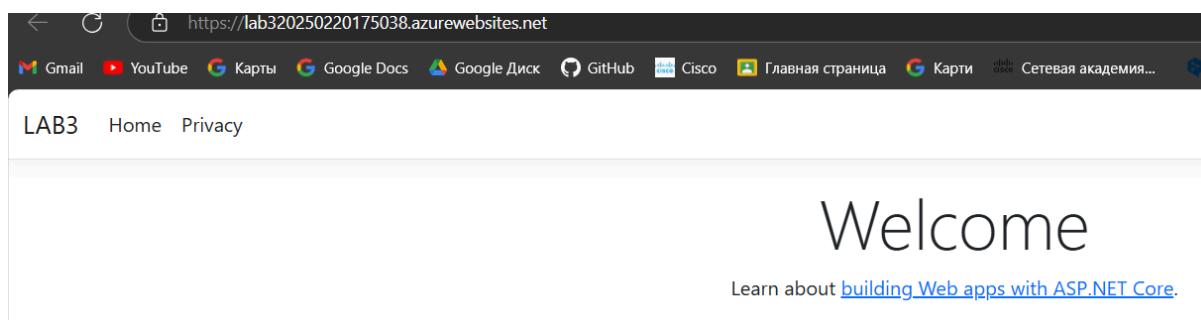 https://lab320250220175038.azurewebsites.net
Gmail YouTube Карты Google Docs Google Диск GitHub Cisco Главная страница Карти Сетевая академия...
LAB3 Home Privacy
Welcome
Learn about building Web apps with ASP.NET Core.